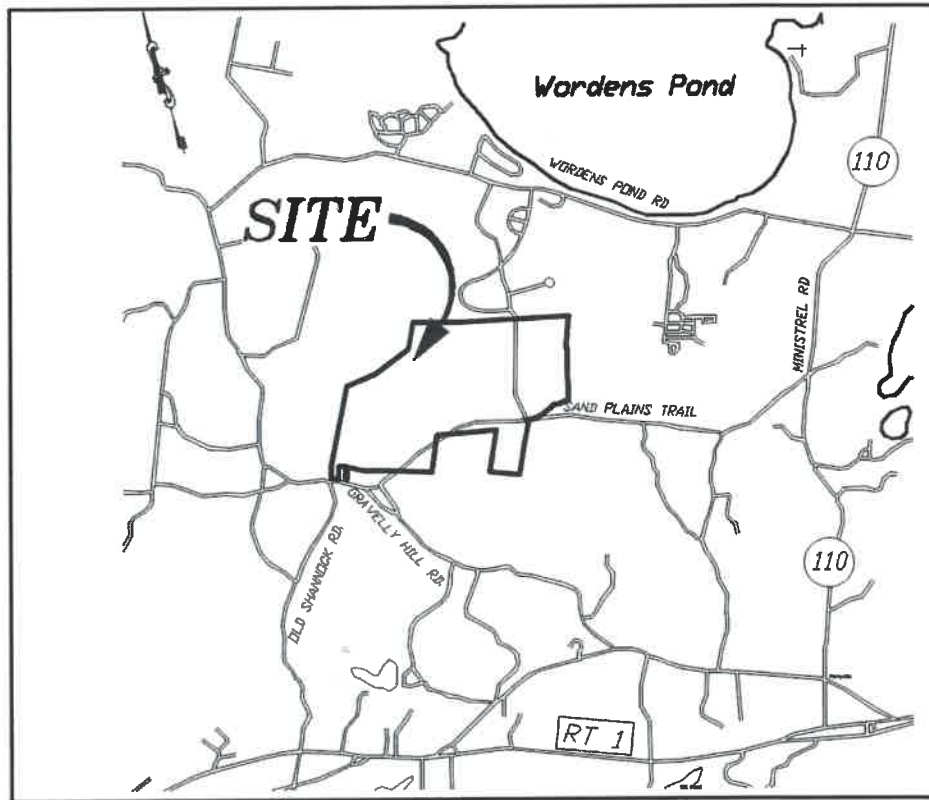 Wordens Pond
WORDENS POND RD
110
SITE
MINISTREL RD
SAND PLAINS TRAIL
GRAVELLY HILL RD.
OLD SHANNOCK RD.
110
RT 1